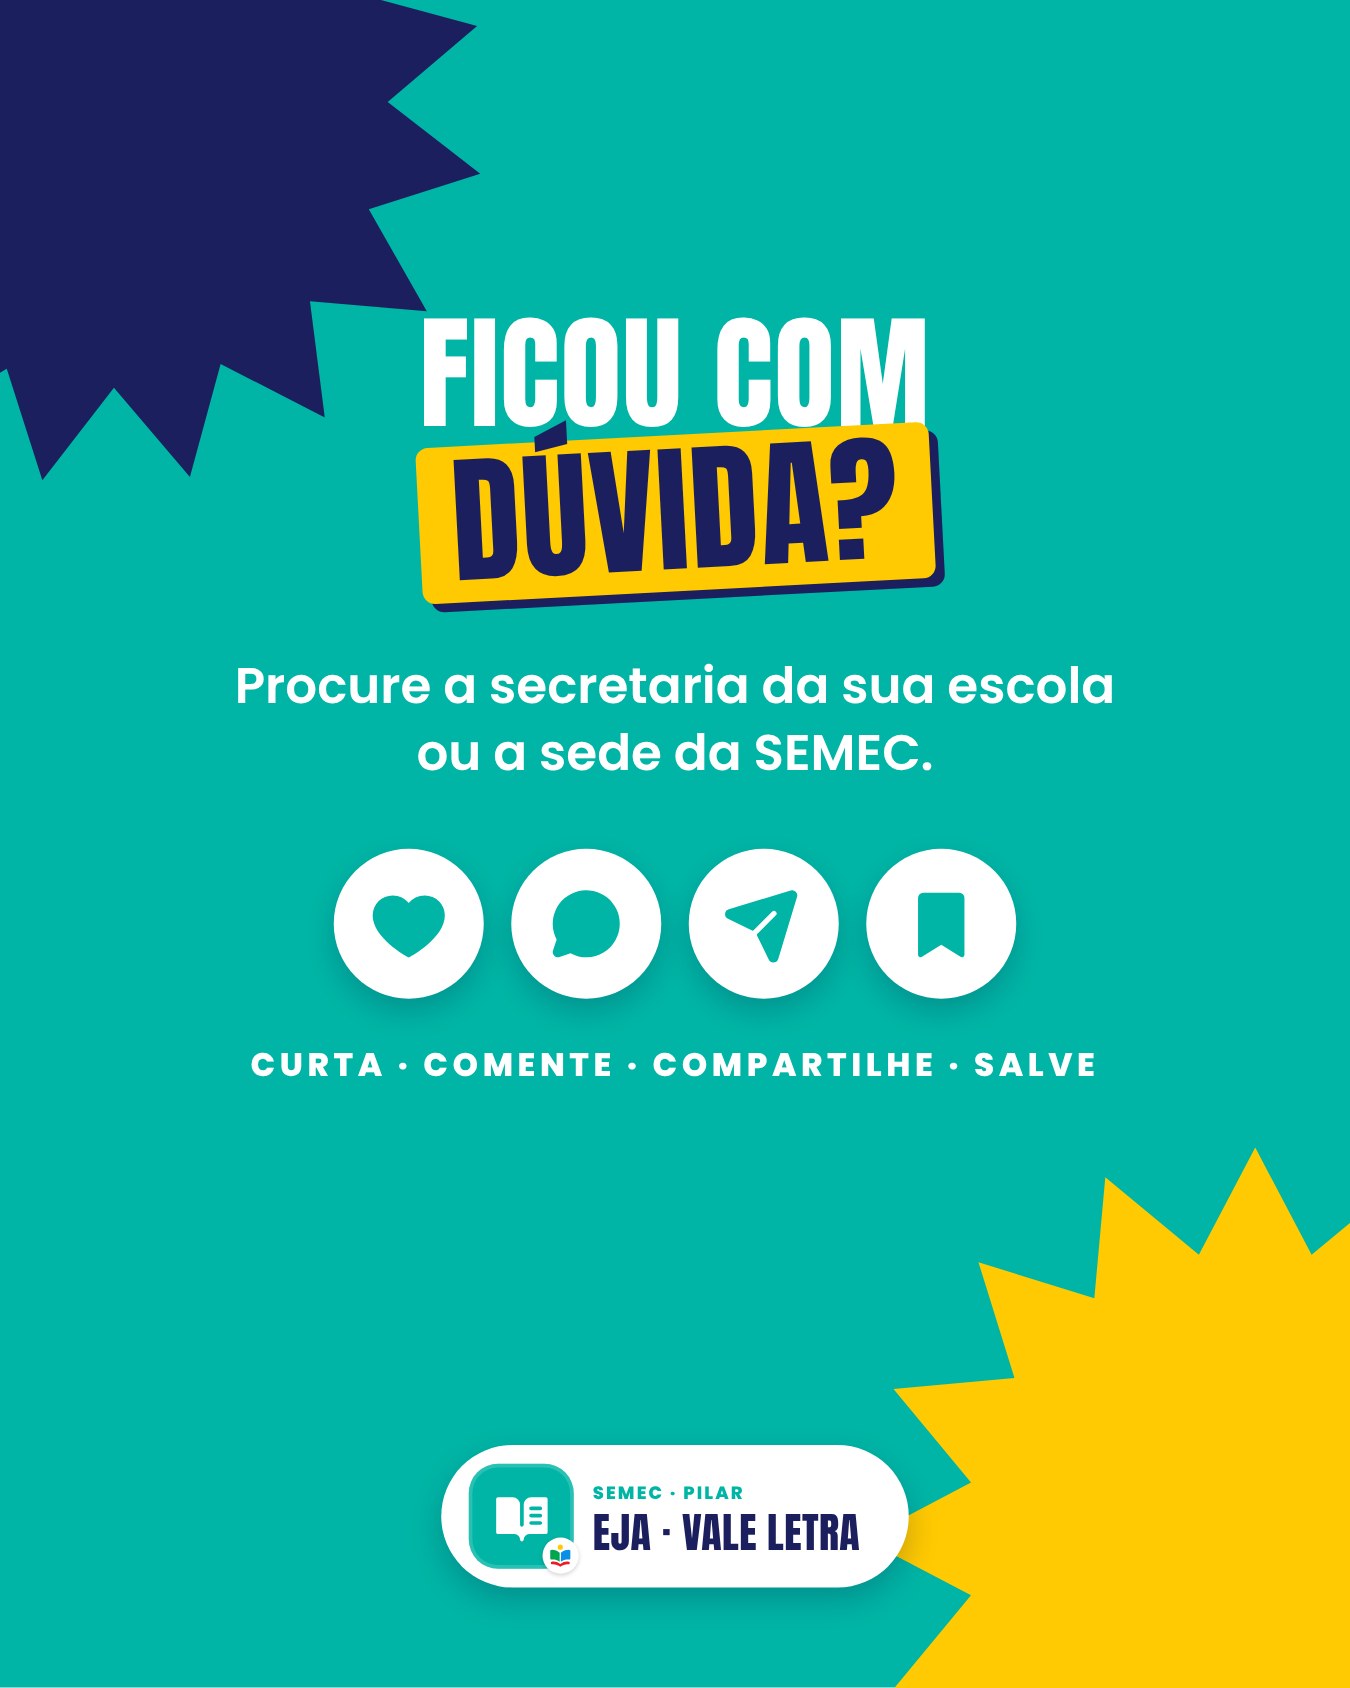 FICOU COM
DÚVIDA?
Procure a secretaria da sua escola
ou a sede da SEMEC.
CURTA · COMENTE · COMPARTILHE · SALVE
SEMEC · PILAR
EJA · VALE LETRA